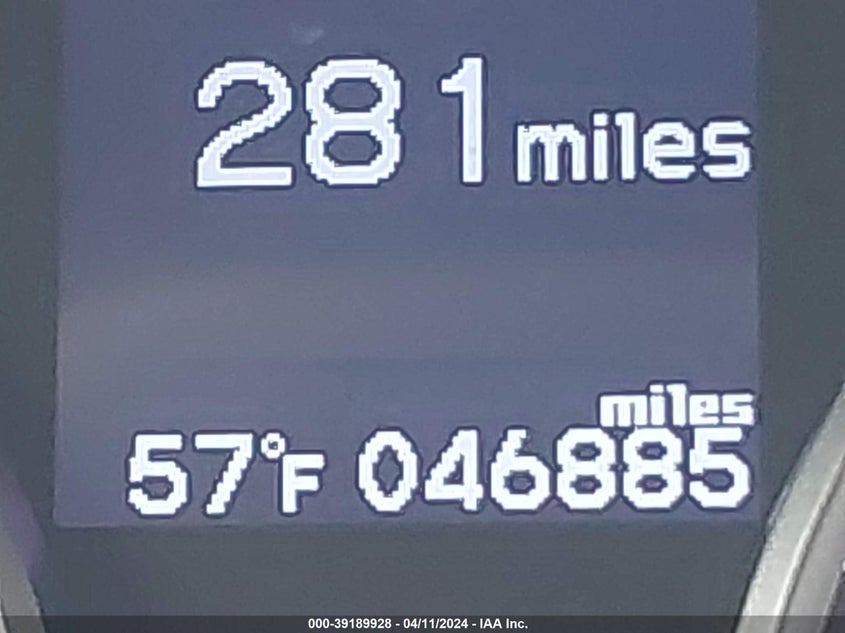 281 miles
miles
57°F 046885
000-39189928 - 04/11/2024 - IAA Inc.